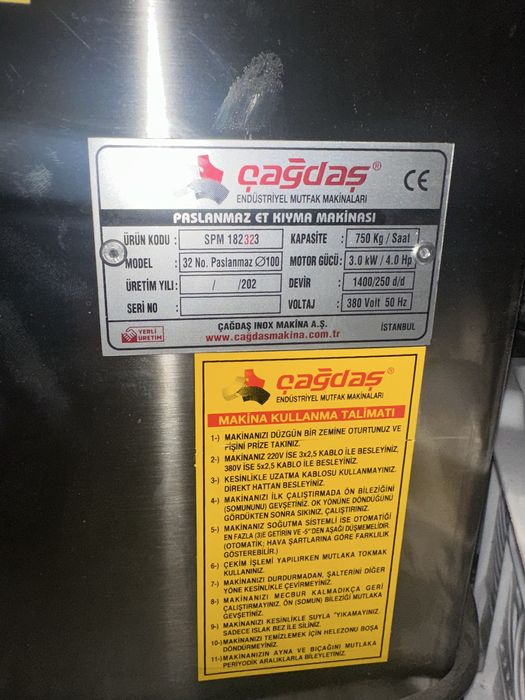 çağdaş®
ENDÜSTRİYEL MUTFAK MAKİNALARI
CE
PASLANMAZ ET KIYMA MAKİNASI
ÜRÜN KODU : SPM 182323 KAPASİTE : 750 Kg / Saat
MODEL : 32 No. Paslanmaz Ø100 MOTOR GÜCÜ : 3.0 kW / 4.0 Hp
ÜRETİM YILI : / /202 DEVİR : 1400/250 d/d
SERİ NO : VOLTAJ : 380 Volt 50 Hz
YERLİ ÜRETİM
ÇAĞDAŞ INOX MAKİNA A.Ş.
www.cagdasmakina.com.tr
İSTANBUL
çağdaş®
ENDÜSTRİYEL MUTFAK MAKİNALARI
MAKİNA KULLANMA TALİMATI
1-) MAKİNANIZI DÜZGÜN BİR ZEMİNE OTURTUNUZ VE
FİŞİNİ PRİZE TAKINIZ.
2-) MAKİNANIZ 220V İSE 3x2,5 KABLO İLE BESLEYİNİZ,
380V İSE 5x2,5 KABLO İLE BESLEYİNİZ.
3-) KESİNLİKLE UZATMA KABLOSU KULLANMAYINIZ.
DİREKT HATTAN BESLEYİNİZ.
4-) MAKİNANIZI İLK ÇALIŞTIRMADA ÖN BİLEZİĞİNİ
(SOMUNUNU) GEVŞETİNİZ. OK YÖNÜNE DÖNDÜĞÜNÜ
GÖRDÜKTEN SONRA SIKINIZ, ÇALIŞTIRINIZ.
5-) MAKİNANIZ SOĞUTMA SİSTEMLİ İSE OTOMATİĞİ
EN FAZLA (3)E GETİRİN VE -5°DEN AŞAĞI DÜŞMEMELİDİR.
(OTOMATİK; HAVA ŞARTLARINA GÖRE FARKLILIK
GÖSTEREBİLİR.)
6-) ÇEKİM İŞLEMİ YAPILIRKEN MUTLAKA TOKMAK
KULLANINIZ.
7-) MAKİNANIZI DURDURMADAN, ŞALTERİNİ DİĞER
YÖNE KESİNLİKLE ÇEVİRMEYİNİZ.
8-) MAKİNANIZI MECBUR KALMADIKÇA GERİ
ÇALIŞTIRMAYINIZ. ÖN (SOMUN) BİLEZİĞİ MUTLAKA
GEVŞETİNİZ.
9-) MAKİNANIZI KESİNLİKLE SUYLA "YIKAMAYINIZ.
SADECE ISLAK BEZ İLE SİLİNİZ.
10-) MAKİNANIZI TEMİZLEMEK İÇİN HELEZONU BOŞA
DÖNDÜRMEYİNİZ.
11-) MAKİNANIZIN AYNA VE BIÇAĞINI MUTLAKA
PERİYODİK ARALIKLARLA BİLEYLETİNİZ.